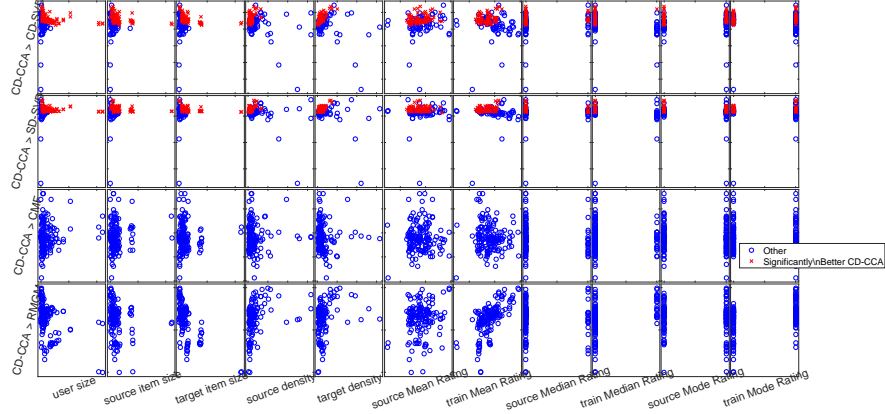 CD-CCA > CD-SVD
CD-CCA > SD-SVD
CD-CCA > CMF
CD-CCA > RMGM
Other
Significantly\nBetter CD-CCA
user size
source item size
target item size
source density
target density
source Mean Rating
train Mean Rating
source Median Rating
train Median Rating
source Mode Rating
train Mode Rating